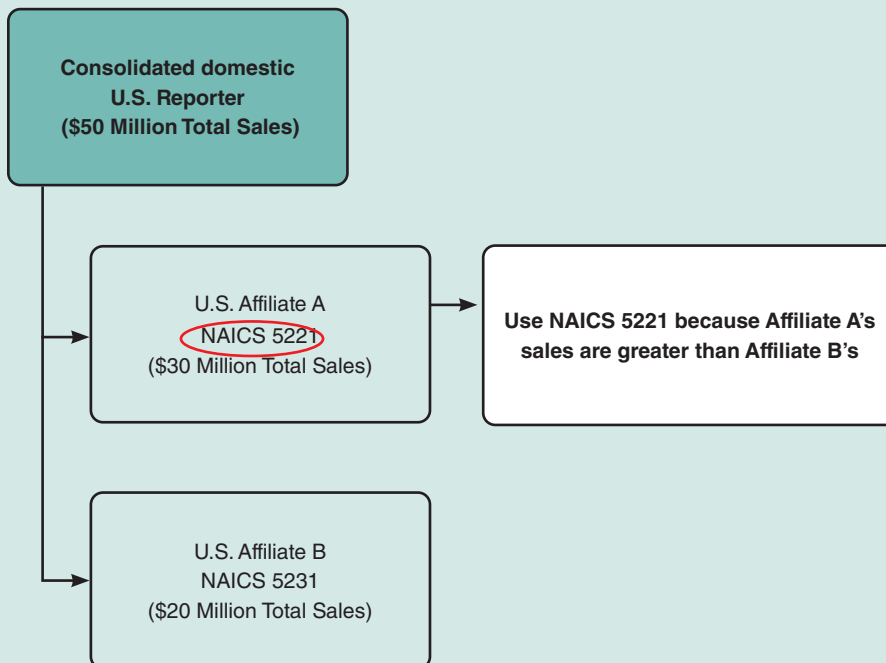 Consolidated domestic
U.S. Reporter
($50 Million Total Sales)
U.S. Affiliate A
NAICS 5221
($30 Million Total Sales)
Use NAICS 5221 because Affiliate A’s
sales are greater than Affiliate B’s
U.S. Affiliate B
NAICS 5231
($20 Million Total Sales)